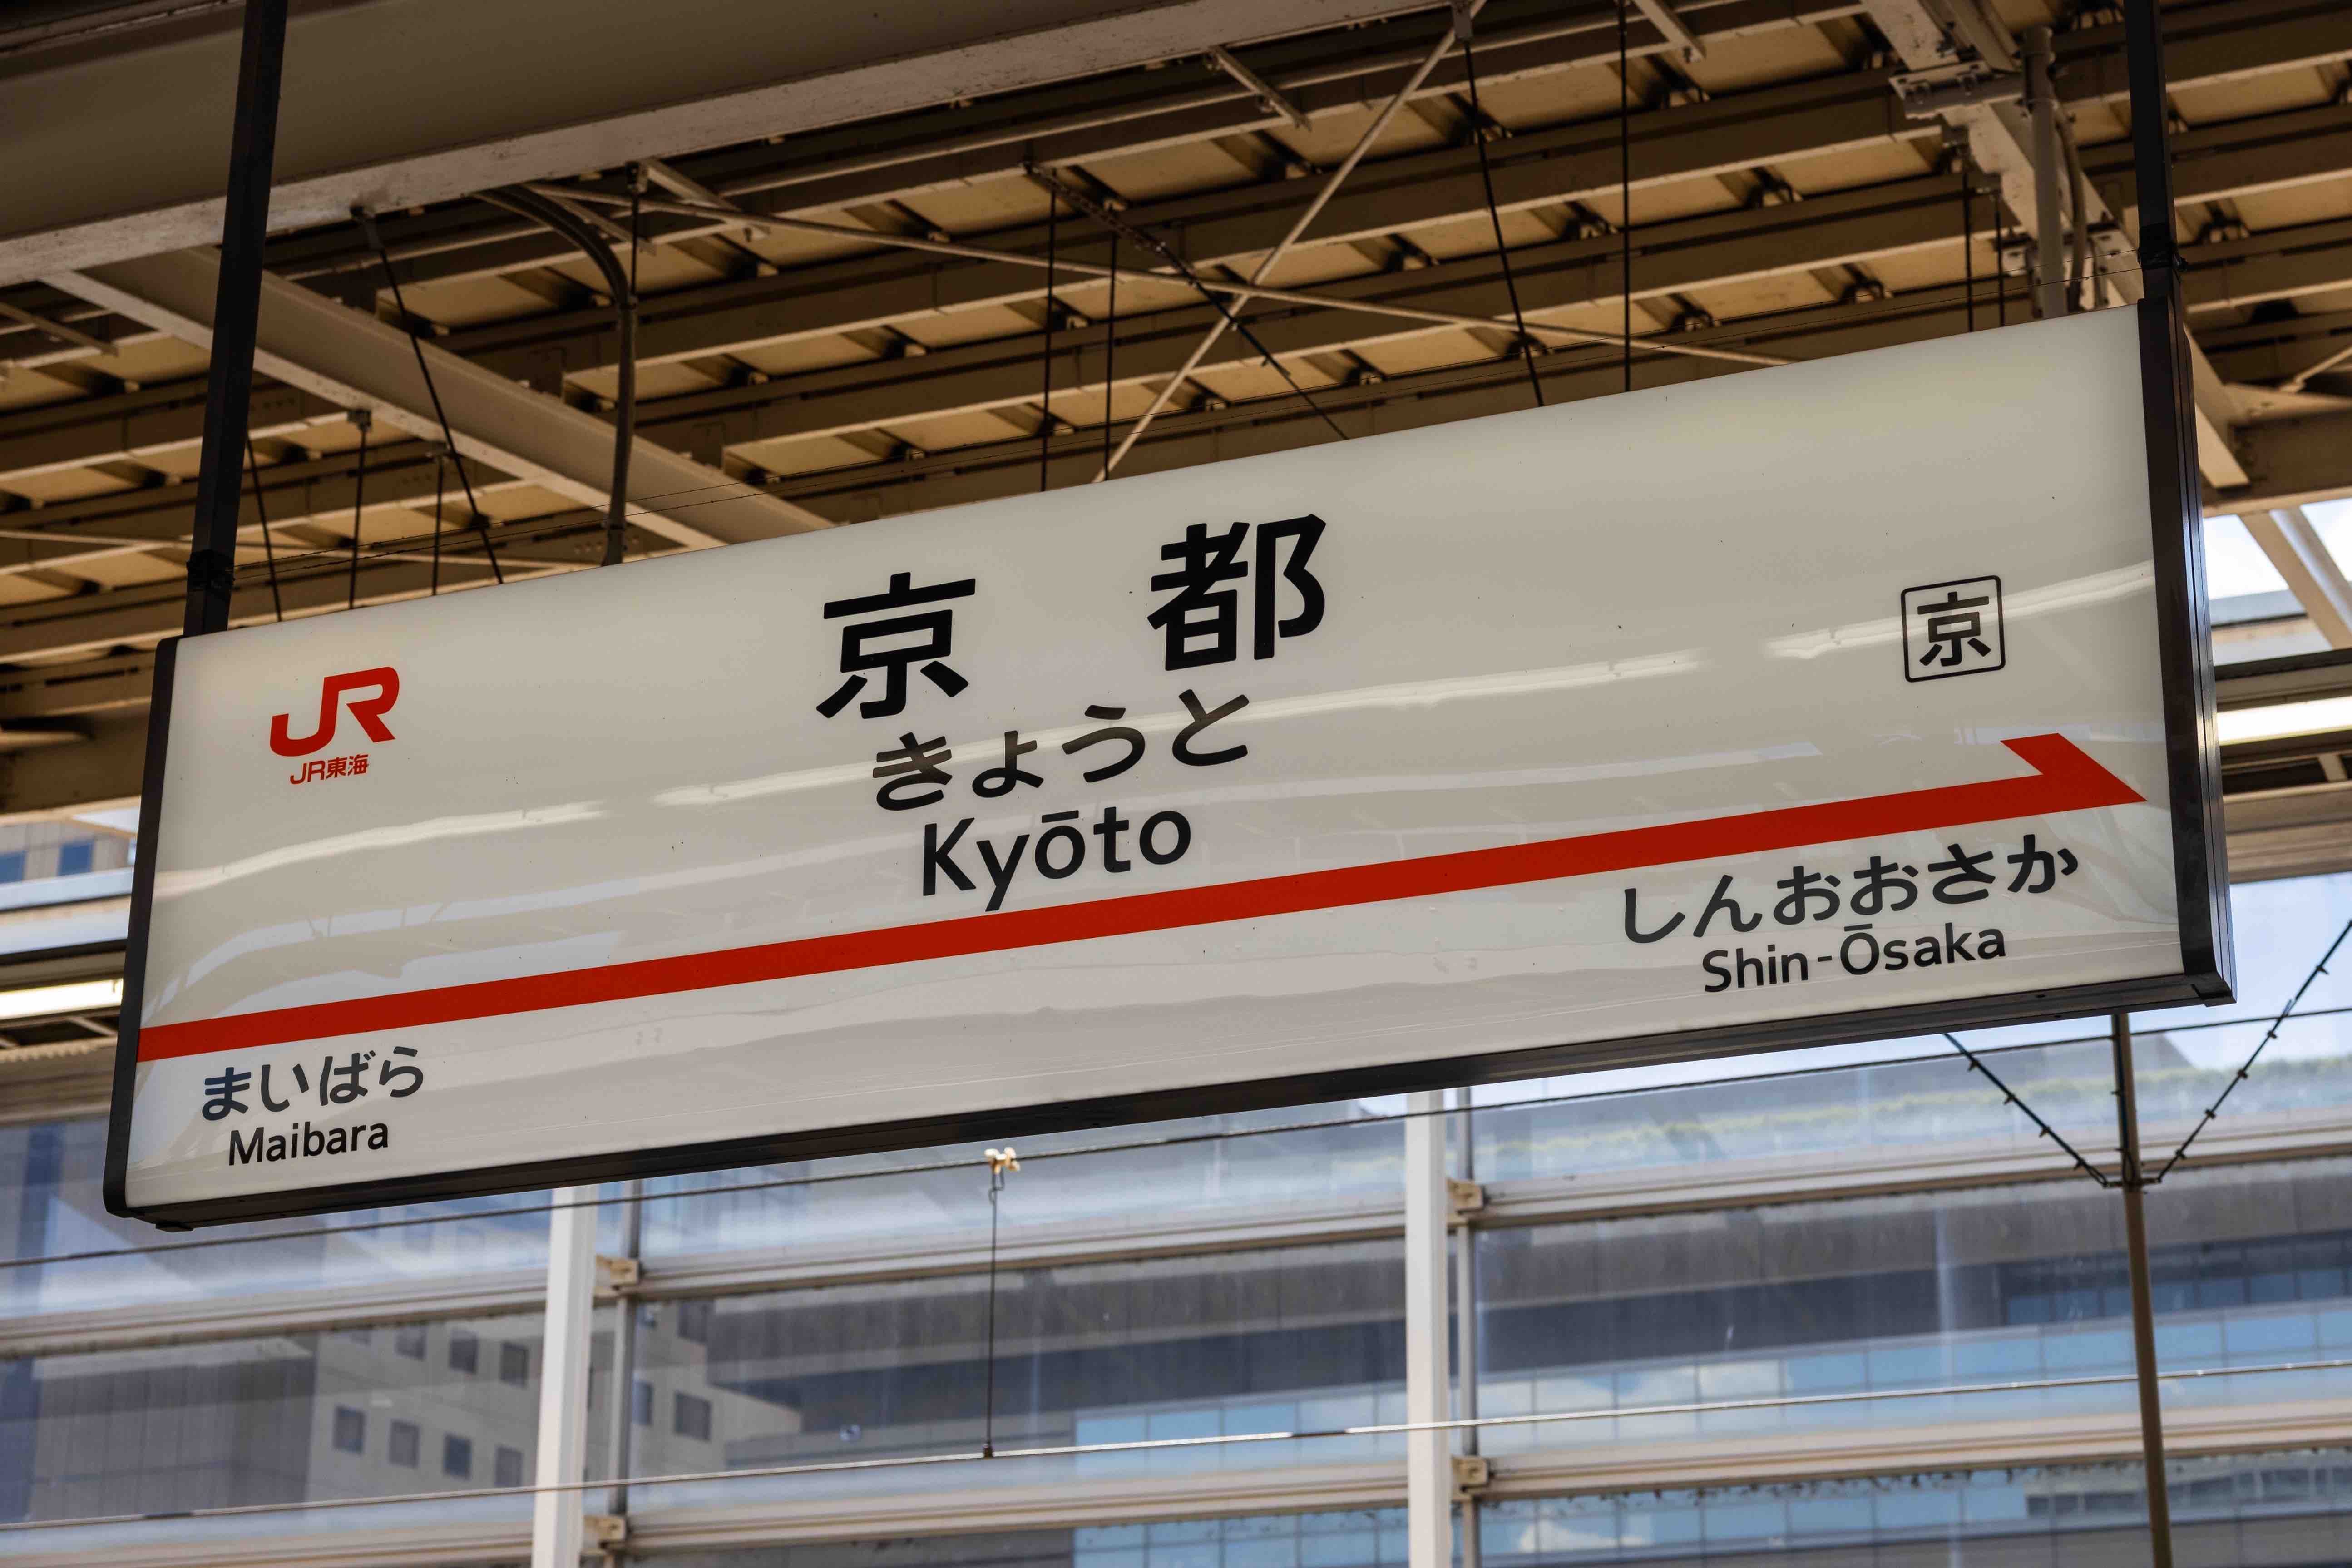 JR
JR東海
京都
京
きょうと
Kyōto
しんおおさか
Shin-Ōsaka
まいばら
Maibara